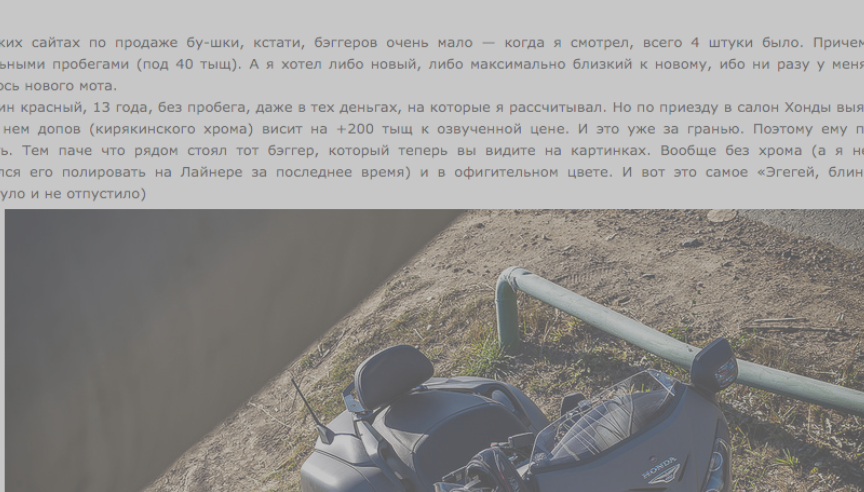 ких сайтах по продаже бу-шки, кстати, бэггеров очень мало — когда я смотрел, всего 4 штуки было. Причем
ьными пробегами (под 40 тыщ). А я хотел либо новый, либо максимально близкий к новому, ибо ни разу у меня
ось нового мота.
ин красный, 13 года, без пробега, даже в тех деньгах, на которые я рассчитывал. Но по приезду в салон Хонды выя
нем допов (кирякинского хрома) висит на +200 тыщ к озвученной цене. И это уже за гранью. Поэтому ему п
ь. Тем паче что рядом стоял тот бэггер, который теперь вы видите на картинках. Вообще без хрома (а я не
лся его полировать на Лайнере за последнее время) и в офигительном цвете. И вот это самое «Эгегей, блин
уло и не отпустило)
HONDA